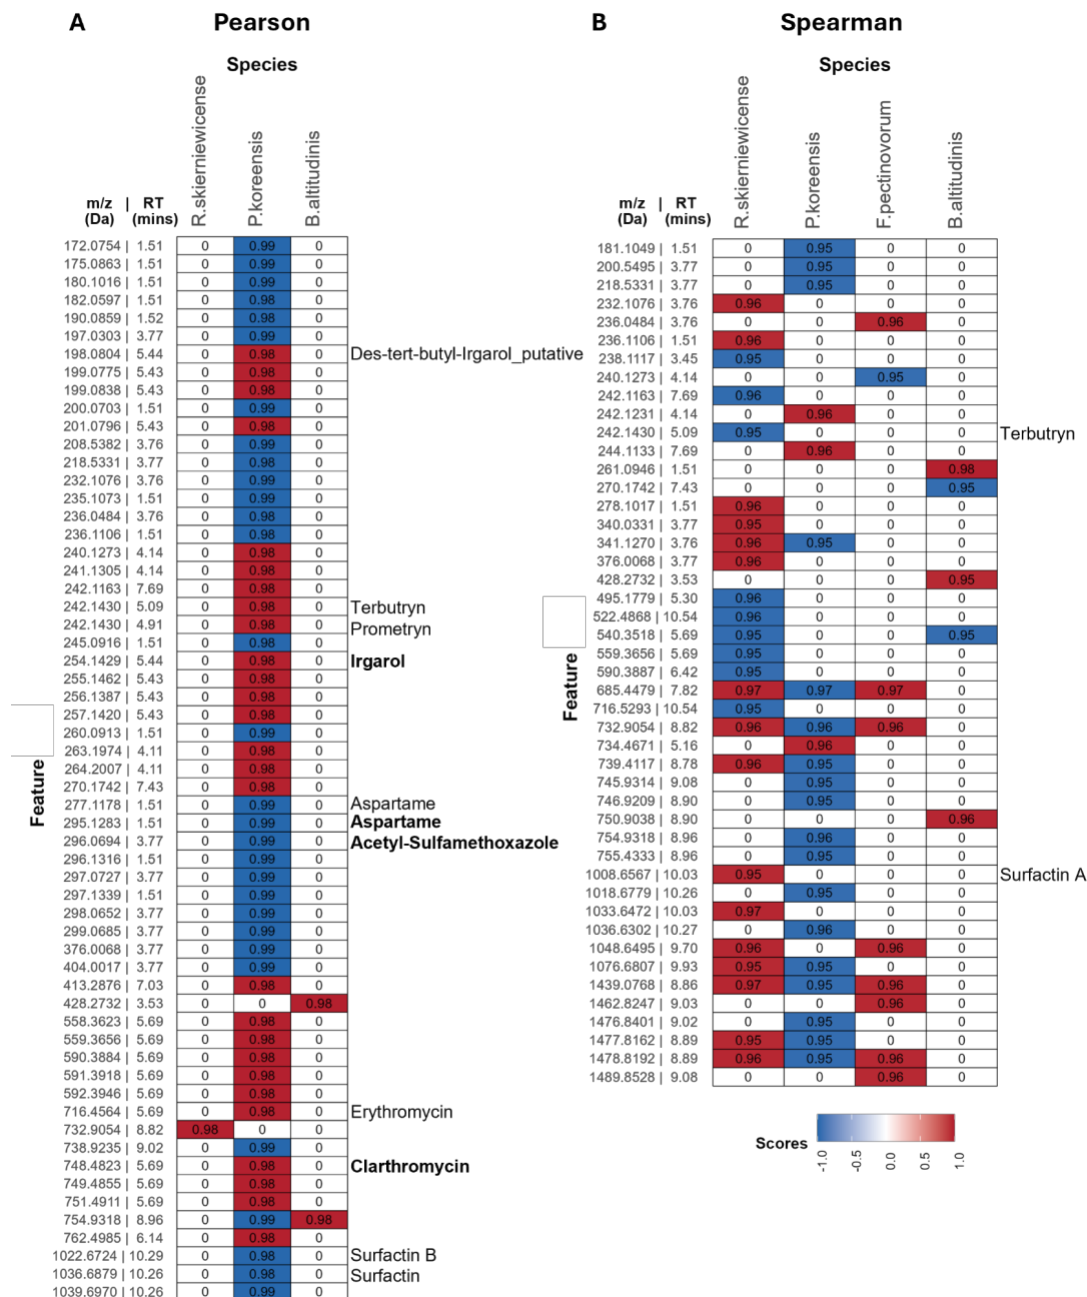 A Pearson
Species
R.skierniewicense
P.koreensis
B.altitudinis
m/z | RT
(Da) (mins)
172.0754 | 1.51 0 0.99 0
175.0863 | 1.51 0 0.99 0
180.1016 | 1.51 0 0.99 0
182.0597 | 1.51 0 0.98 0
190.0859 | 1.52 0 0.98 0
197.0303 | 3.77 0 0.99 0
198.0804 | 5.44 0 0.98 0 Des-tert-butyl-Irgarol_putative
199.0775 | 5.43 0 0.98 0
199.0838 | 5.43 0 0.98 0
200.0703 | 1.51 0 0.99 0
201.0796 | 5.43 0 0.98 0
208.5382 | 3.76 0 0.99 0
218.5331 | 3.77 0 0.98 0
232.1076 | 3.76 0 0.99 0
235.1073 | 1.51 0 0.99 0
236.0484 | 3.76 0 0.98 0
236.1106 | 1.51 0 0.98 0
240.1273 | 4.14 0 0.98 0
241.1305 | 4.14 0 0.98 0
242.1163 | 7.69 0 0.98 0
242.1430 | 5.09 0 0.98 0 Terbutryn
242.1430 | 4.91 0 0.98 0 Prometryn
245.0916 | 1.51 0 0.98 0
254.1429 | 5.44 0 0.98 0 Irgarol
255.1462 | 5.43 0 0.98 0
256.1387 | 5.43 0 0.98 0
257.1420 | 5.43 0 0.98 0
260.0913 | 1.51 0 0.99 0
263.1974 | 4.11 0 0.98 0
264.2007 | 4.11 0 0.98 0
270.1742 | 7.43 0 0.98 0
277.1178 | 1.51 0 0.99 0 Aspartame
295.1283 | 1.51 0 0.99 0 Aspartame
296.0694 | 3.77 0 0.99 0 Acetyl-Sulfamethoxazole
296.1316 | 1.51 0 0.99 0
297.0727 | 3.77 0 0.99 0
297.1339 | 1.51 0 0.99 0
298.0652 | 3.77 0 0.99 0
299.0685 | 3.77 0 0.99 0
376.0068 | 3.77 0 0.99 0
404.0017 | 3.77 0 0.99 0
413.2876 | 7.03 0 0.98 0
428.2732 | 3.53 0 0 0.98
558.3623 | 5.69 0 0.98 0
559.3656 | 5.69 0 0.98 0
590.3884 | 5.69 0 0.98 0
591.3918 | 5.69 0 0.98 0
592.3946 | 5.69 0 0.98 0
716.4564 | 5.69 0 0.98 0 Erythromycin
732.9054 | 8.82 0.98 0 0
738.9235 | 9.02 0 0.99 0
748.4823 | 5.69 0 0.98 0 Clarthromycin
749.4855 | 5.69 0 0.98 0
751.4911 | 5.69 0 0.98 0
754.9318 | 8.96 0 0.99 0.98
762.4985 | 6.14 0 0.98 0
1022.6724 | 10.29 0 0.98 0 Surfactin B
1036.6879 | 10.26 0 0.98 0 Surfactin
1039.6970 | 10.26 0 0.99 0
Feature
B Spearman
Species
R.skierniewicense
P.koreensis
F.pectinovorum
B.altitudinis
m/z | RT
(Da) (mins)
181.1049 | 1.51 0 0.95 0 0
200.5495 | 3.77 0 0.95 0 0
218.5331 | 3.77 0 0.95 0 0
232.1076 | 3.76 0.96 0 0 0
236.0484 | 3.76 0 0 0.96 0
236.1106 | 1.51 0.96 0 0 0
238.1117 | 3.45 0.95 0 0 0
240.1273 | 4.14 0 0 0.95 0
242.1163 | 7.69 0.96 0 0 0
242.1231 | 4.14 0 0.96 0 0
242.1430 | 5.09 0.95 0 0 0 Terbutryn
244.1133 | 7.69 0 0.96 0 0
261.0946 | 1.51 0 0 0 0.98
270.1742 | 7.43 0 0 0 0.95
278.1017 | 1.51 0.96 0 0 0
340.0331 | 3.77 0.95 0 0 0
341.1270 | 3.76 0.96 0.95 0 0
376.0068 | 3.77 0.96 0 0 0
428.2732 | 3.53 0 0 0 0.95
495.1779 | 5.30 0.96 0 0 0
522.4868 | 10.54 0.96 0 0 0
540.3518 | 5.69 0.95 0 0 0.95
559.3656 | 5.69 0.95 0 0 0
590.3887 | 6.42 0.95 0 0 0
685.4479 | 7.82 0.97 0.97 0.97 0
716.5293 | 10.54 0.95 0 0 0
732.9054 | 8.82 0.96 0.96 0.96 0
734.4671 | 5.16 0 0.96 0 0
739.4117 | 8.78 0.96 0.95 0 0
745.9314 | 9.08 0 0.95 0 0
746.9209 | 8.90 0 0.95 0 0
750.9038 | 8.90 0 0 0 0.96
754.9318 | 8.96 0 0.96 0 0
755.4333 | 8.96 0 0.95 0 0
1008.6567 | 10.03 0.95 0 0 0 Surfactin A
1018.6779 | 10.26 0 0.95 0 0
1033.6472 | 10.03 0.97 0 0 0
1036.6302 | 10.27 0 0.96 0 0
1048.6495 | 9.70 0.96 0 0.96 0
1076.6807 | 9.93 0.95 0.95 0 0
1439.0768 | 8.86 0.97 0.95 0.96 0
1462.8247 | 9.03 0 0 0.96 0
1476.8401 | 9.02 0 0.95 0 0
1477.8162 | 8.89 0.95 0.95 0 0
1478.8192 | 8.89 0.96 0.95 0.96 0
1489.8528 | 9.08 0 0 0.96 0
Feature
Scores
-1.0 -0.5 0.0 0.5 1.0